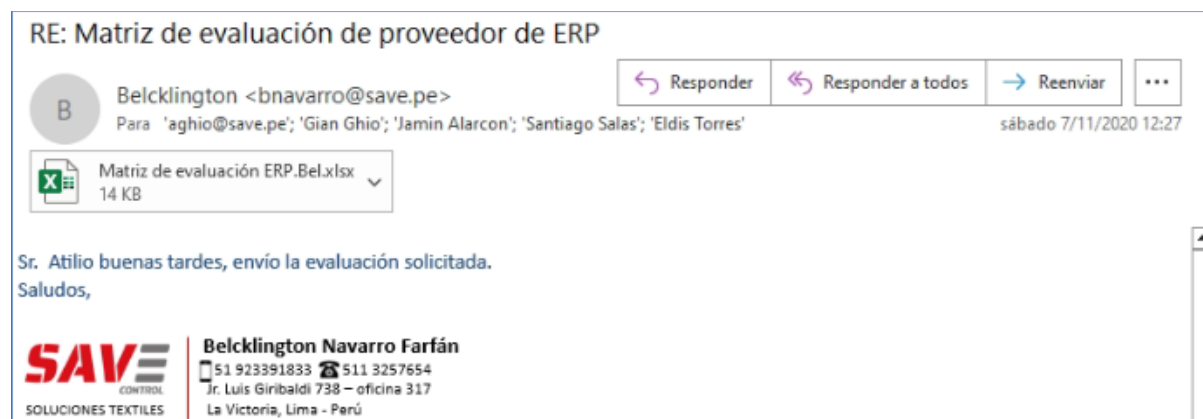 RE: Matriz de evaluación de proveedor de ERP
Responder
Responder a todos
Reenviar
B
Belcklington <bnavarro@save.pe>
Para 'aghio@save.pe'; 'Gian Ghio'; 'Jamin Alarcon'; 'Santiago Salas'; 'Eldis Torres'
sábado 7/11/2020 12:27
Matriz de evaluación ERP.Bel.xlsx
14 KB
Sr. Atilio buenas tardes, envío la evaluación solicitada.
Saludos,
SAVE
CONTROL
SOLUCIONES TEXTILES
Belcklington Navarro Farfán
51 923391833 511 3257654
Jr. Luis Giribaldi 738 – oficina 317
La Victoria, Lima - Perú